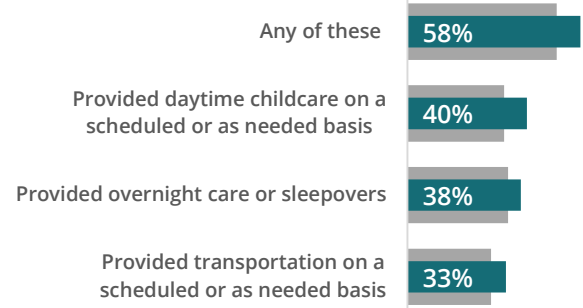 Any of these
58%
Provided daytime childcare on a
scheduled or as needed basis
40%
Provided overnight care or sleepovers
38%
Provided transportation on a
scheduled or as needed basis
33%